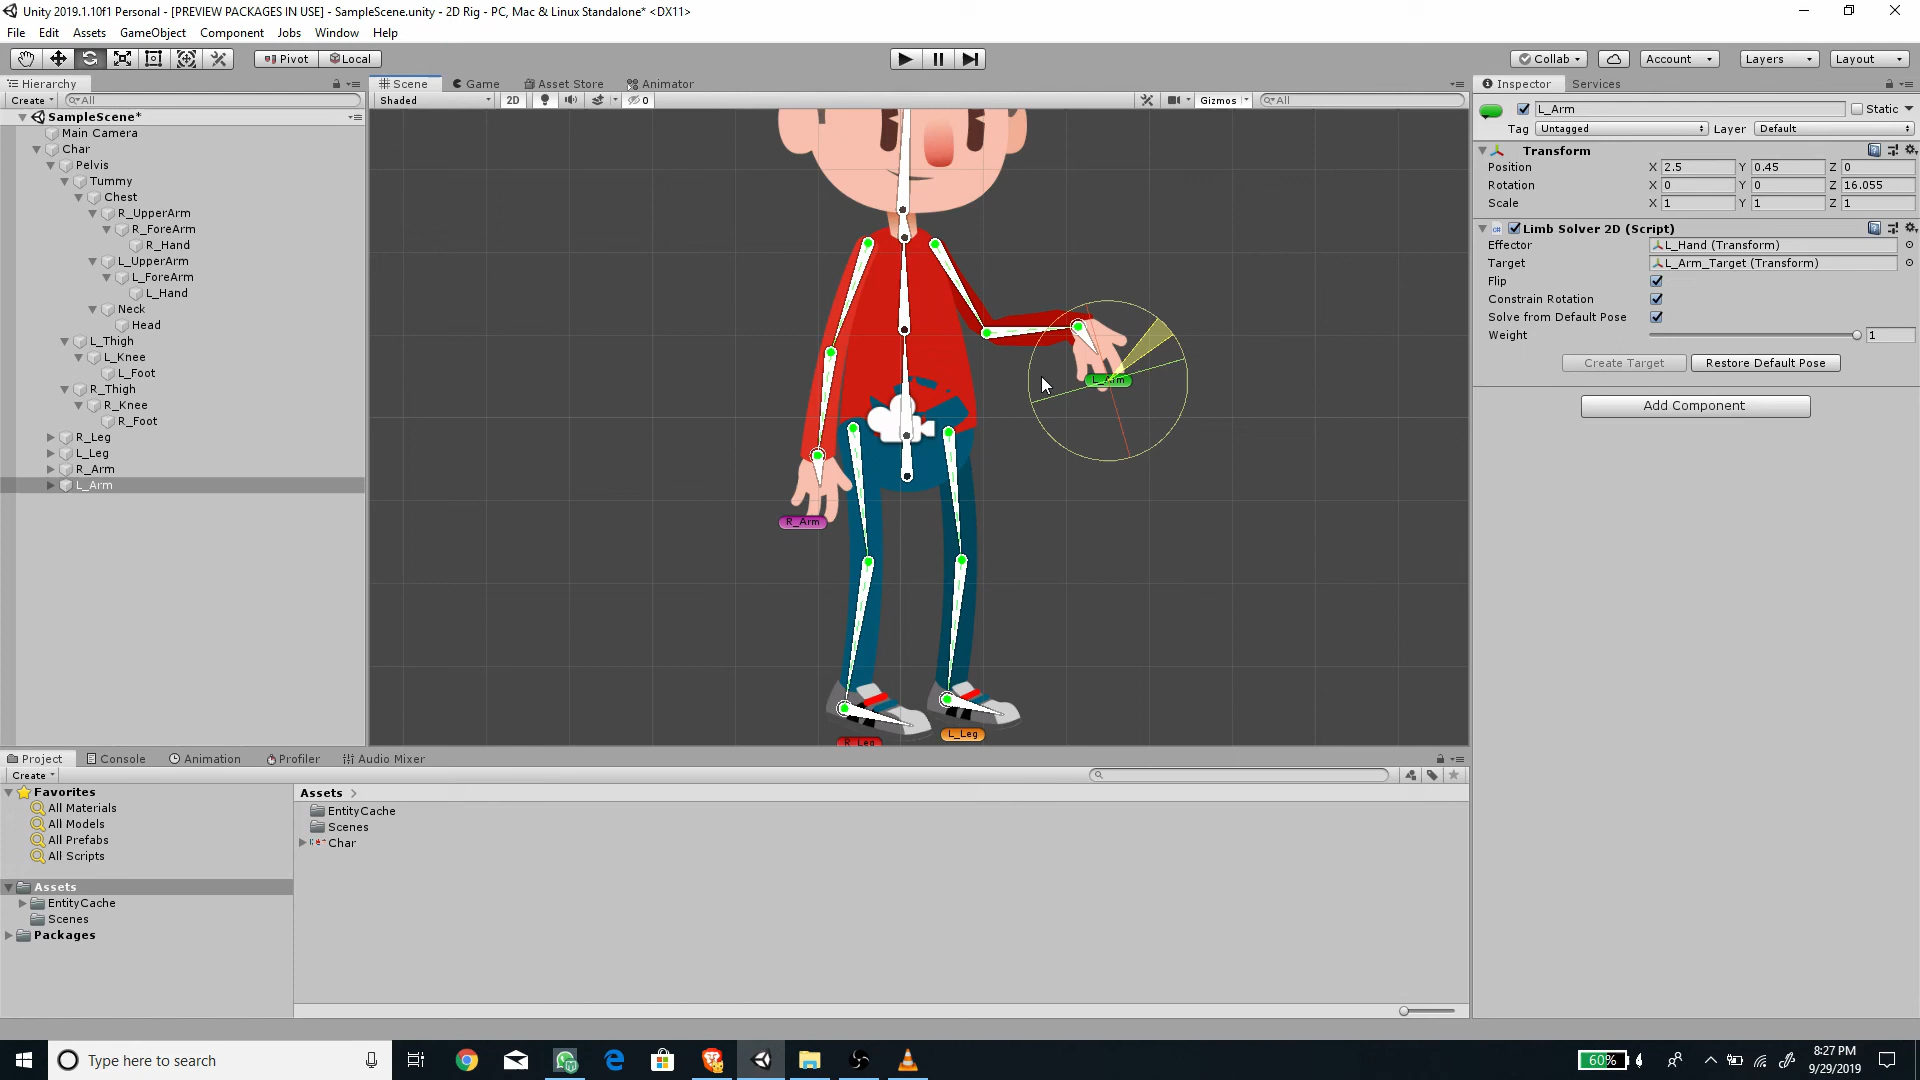 Unity 2019.1.10f1 Personal - [PREVIEW PACKAGES IN USE] - SampleScene.unity - 2D Rig - PC, Mac & Linux Standalone* <DX11>
File Edit Assets GameObject Component Jobs Window Help
Pivot Local Collab Account Layers Layout
Hierarchy Scene Game Asset Store Animator Inspector Services
Create All Shaded 2D 0 Gizmos All L_Arm Static
SampleScene*
Tag Untagged Layer Default
Main Camera
Char
Transform
Pelvis
Position X 2.5 Y 0.45 Z 0
Tummy
Rotation X 0 Y 0 Z 16.055
Chest
Scale X 1 Y 1 Z 1
R_UpperArm
R_ForeArm
Limb Solver 2D (Script)
R_Hand
Effector L_Hand (Transform)
L_UpperArm
Target L_Arm_Target (Transform)
L_ForeArm
Flip
L_Hand
Constrain Rotation
Neck
Solve from Default Pose
Head
Weight 1
L_Thigh
L_Knee
Create Target Restore Default Pose
L_Foot
R_Thigh
R_Knee
Add Component
R_Foot
R_Leg
L_Leg
R_Arm
L_Arm
L_Arm
R_Arm
L_Leg
R_Leg
Project Console Animation Profiler Audio Mixer
Create
Favorites
All Materials
All Models
All Prefabs
All Scripts
Assets
EntityCache
Scenes
Packages
Assets
EntityCache
Scenes
Char
Type here to search
60%
8:27 PM
9/29/2019